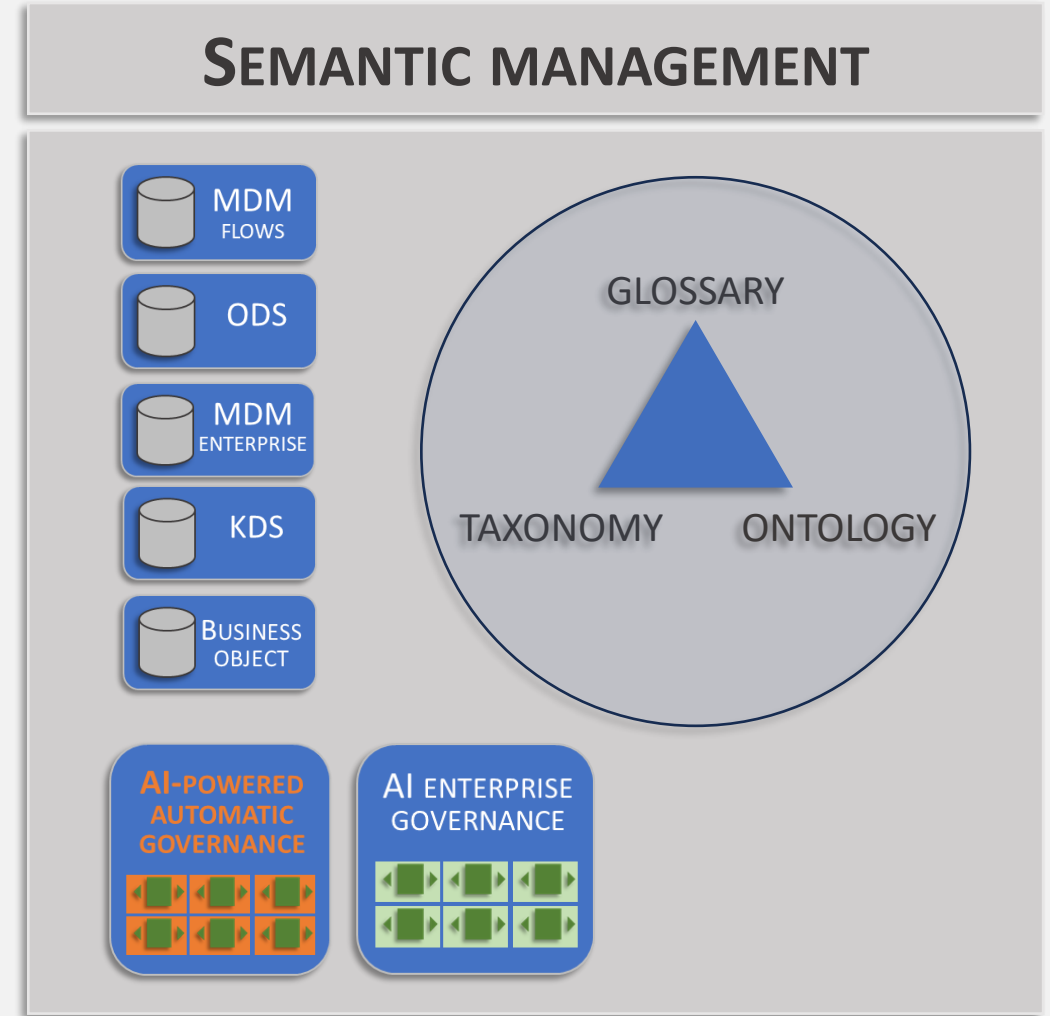 SEMANTIC MANAGEMENT
MDM
FLOWS
ODS
MDM
ENTERPRISE
KDS
BUSINESS
OBJECT
GLOSSARY
TAXONOMY
ONTOLOGY
AI-POWERED
AUTOMATIC
GOVERNANCE
AI ENTERPRISE
GOVERNANCE